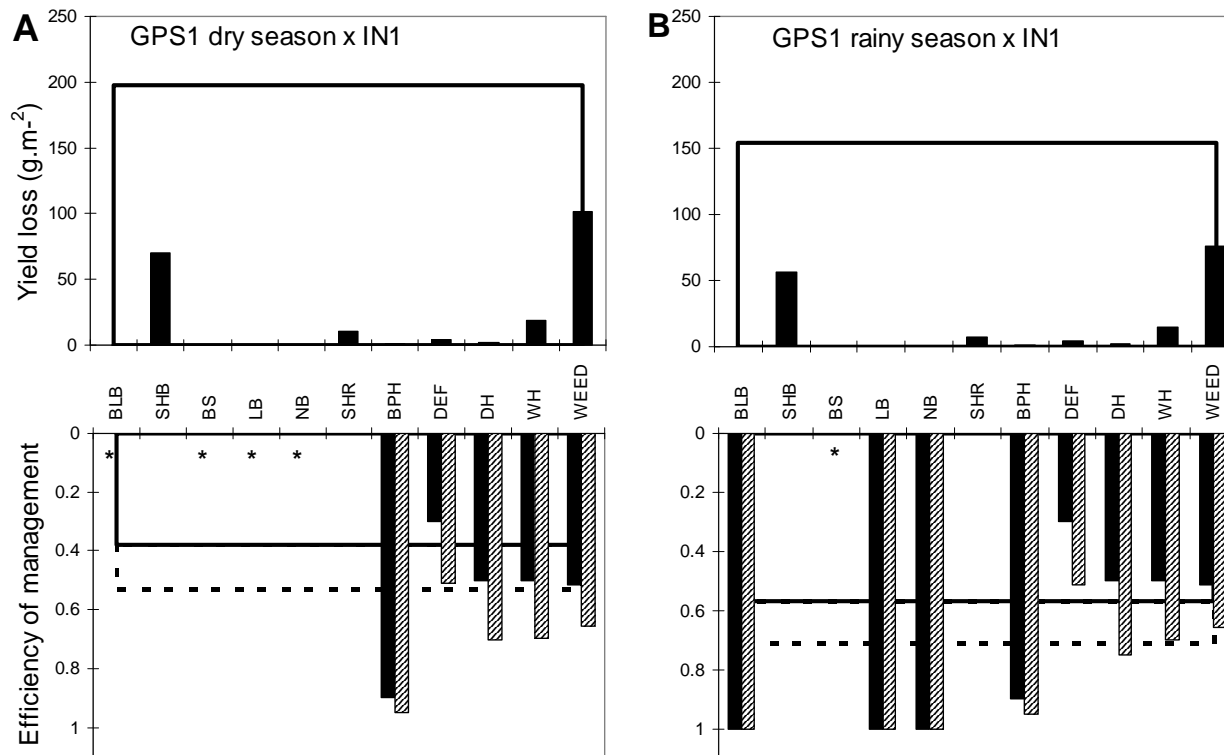 A
GPS1 dry season x IN1
250
200
150
100
50
0
Yield loss (g.m-²)
BLB
SHB
BS
LB
NB
SHR
BPH
DEF
DH
WH
WEED
0
0.2
0.4
0.6
0.8
1
Efficiency of management
* * * *
B
GPS1 rainy season x IN1
250
200
150
100
50
0
BLB
SHB
BS
LB
NB
SHR
BPH
DEF
DH
WH
WEED
0
0.2
0.4
0.6
0.8
1
*